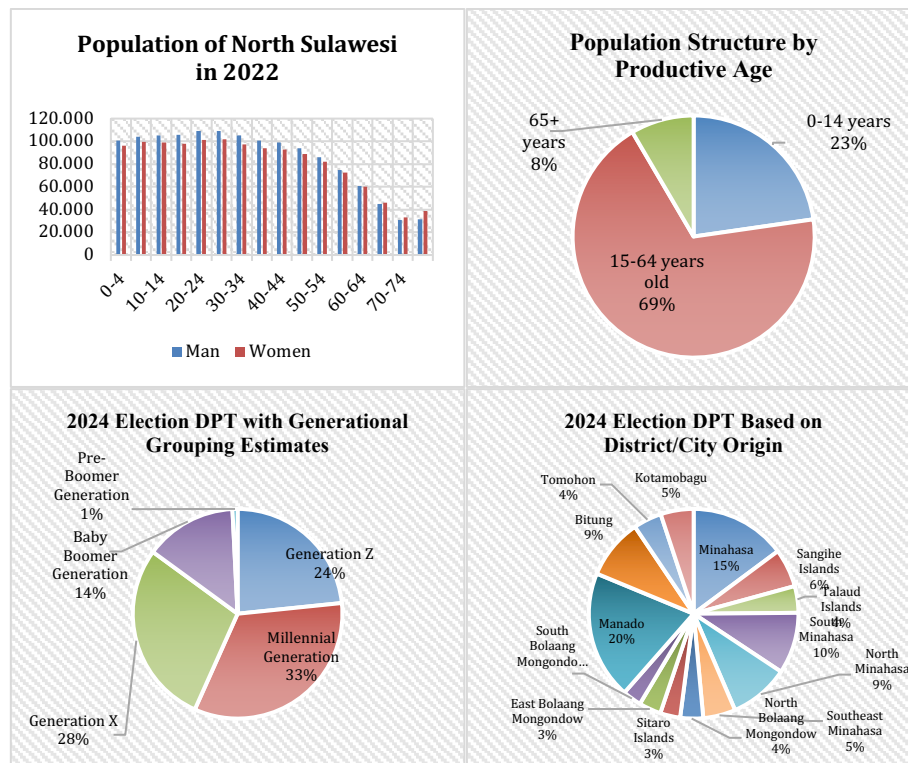 Population of North Sulawesi
in 2022
120.000
100.000
80.000
60.000
40.000
20.000
0
0-4
10-14
20-24
30-34
40-44
50-54
60-64
70-74
Man
Women
Population Structure by
Productive Age
65+
years
8%
0-14 years
23%
15-64 years
old
69%
2024 Election DPT with Generational
Grouping Estimates
Pre-
Boomer
Generation
1%
Baby
Boomer
Generation
14%
Generation Z
24%
Millennial
Generation
33%
Generation X
28%
2024 Election DPT Based on
District/City Origin
Tomohon
4%
Kotamobagu
5%
Bitung
9%
Minahasa
15%
Sangihe
Islands
6%
Talaud
Islands
4%
South
Minahasa
10%
Manado
20%
North
Minahasa
9%
South
Bolaang
Mongondo...
East Bolaang
Mongondow
3%
Sitaro
Islands
3%
North
Bolaang
Mongondow
4%
Southeast
Minahasa
5%